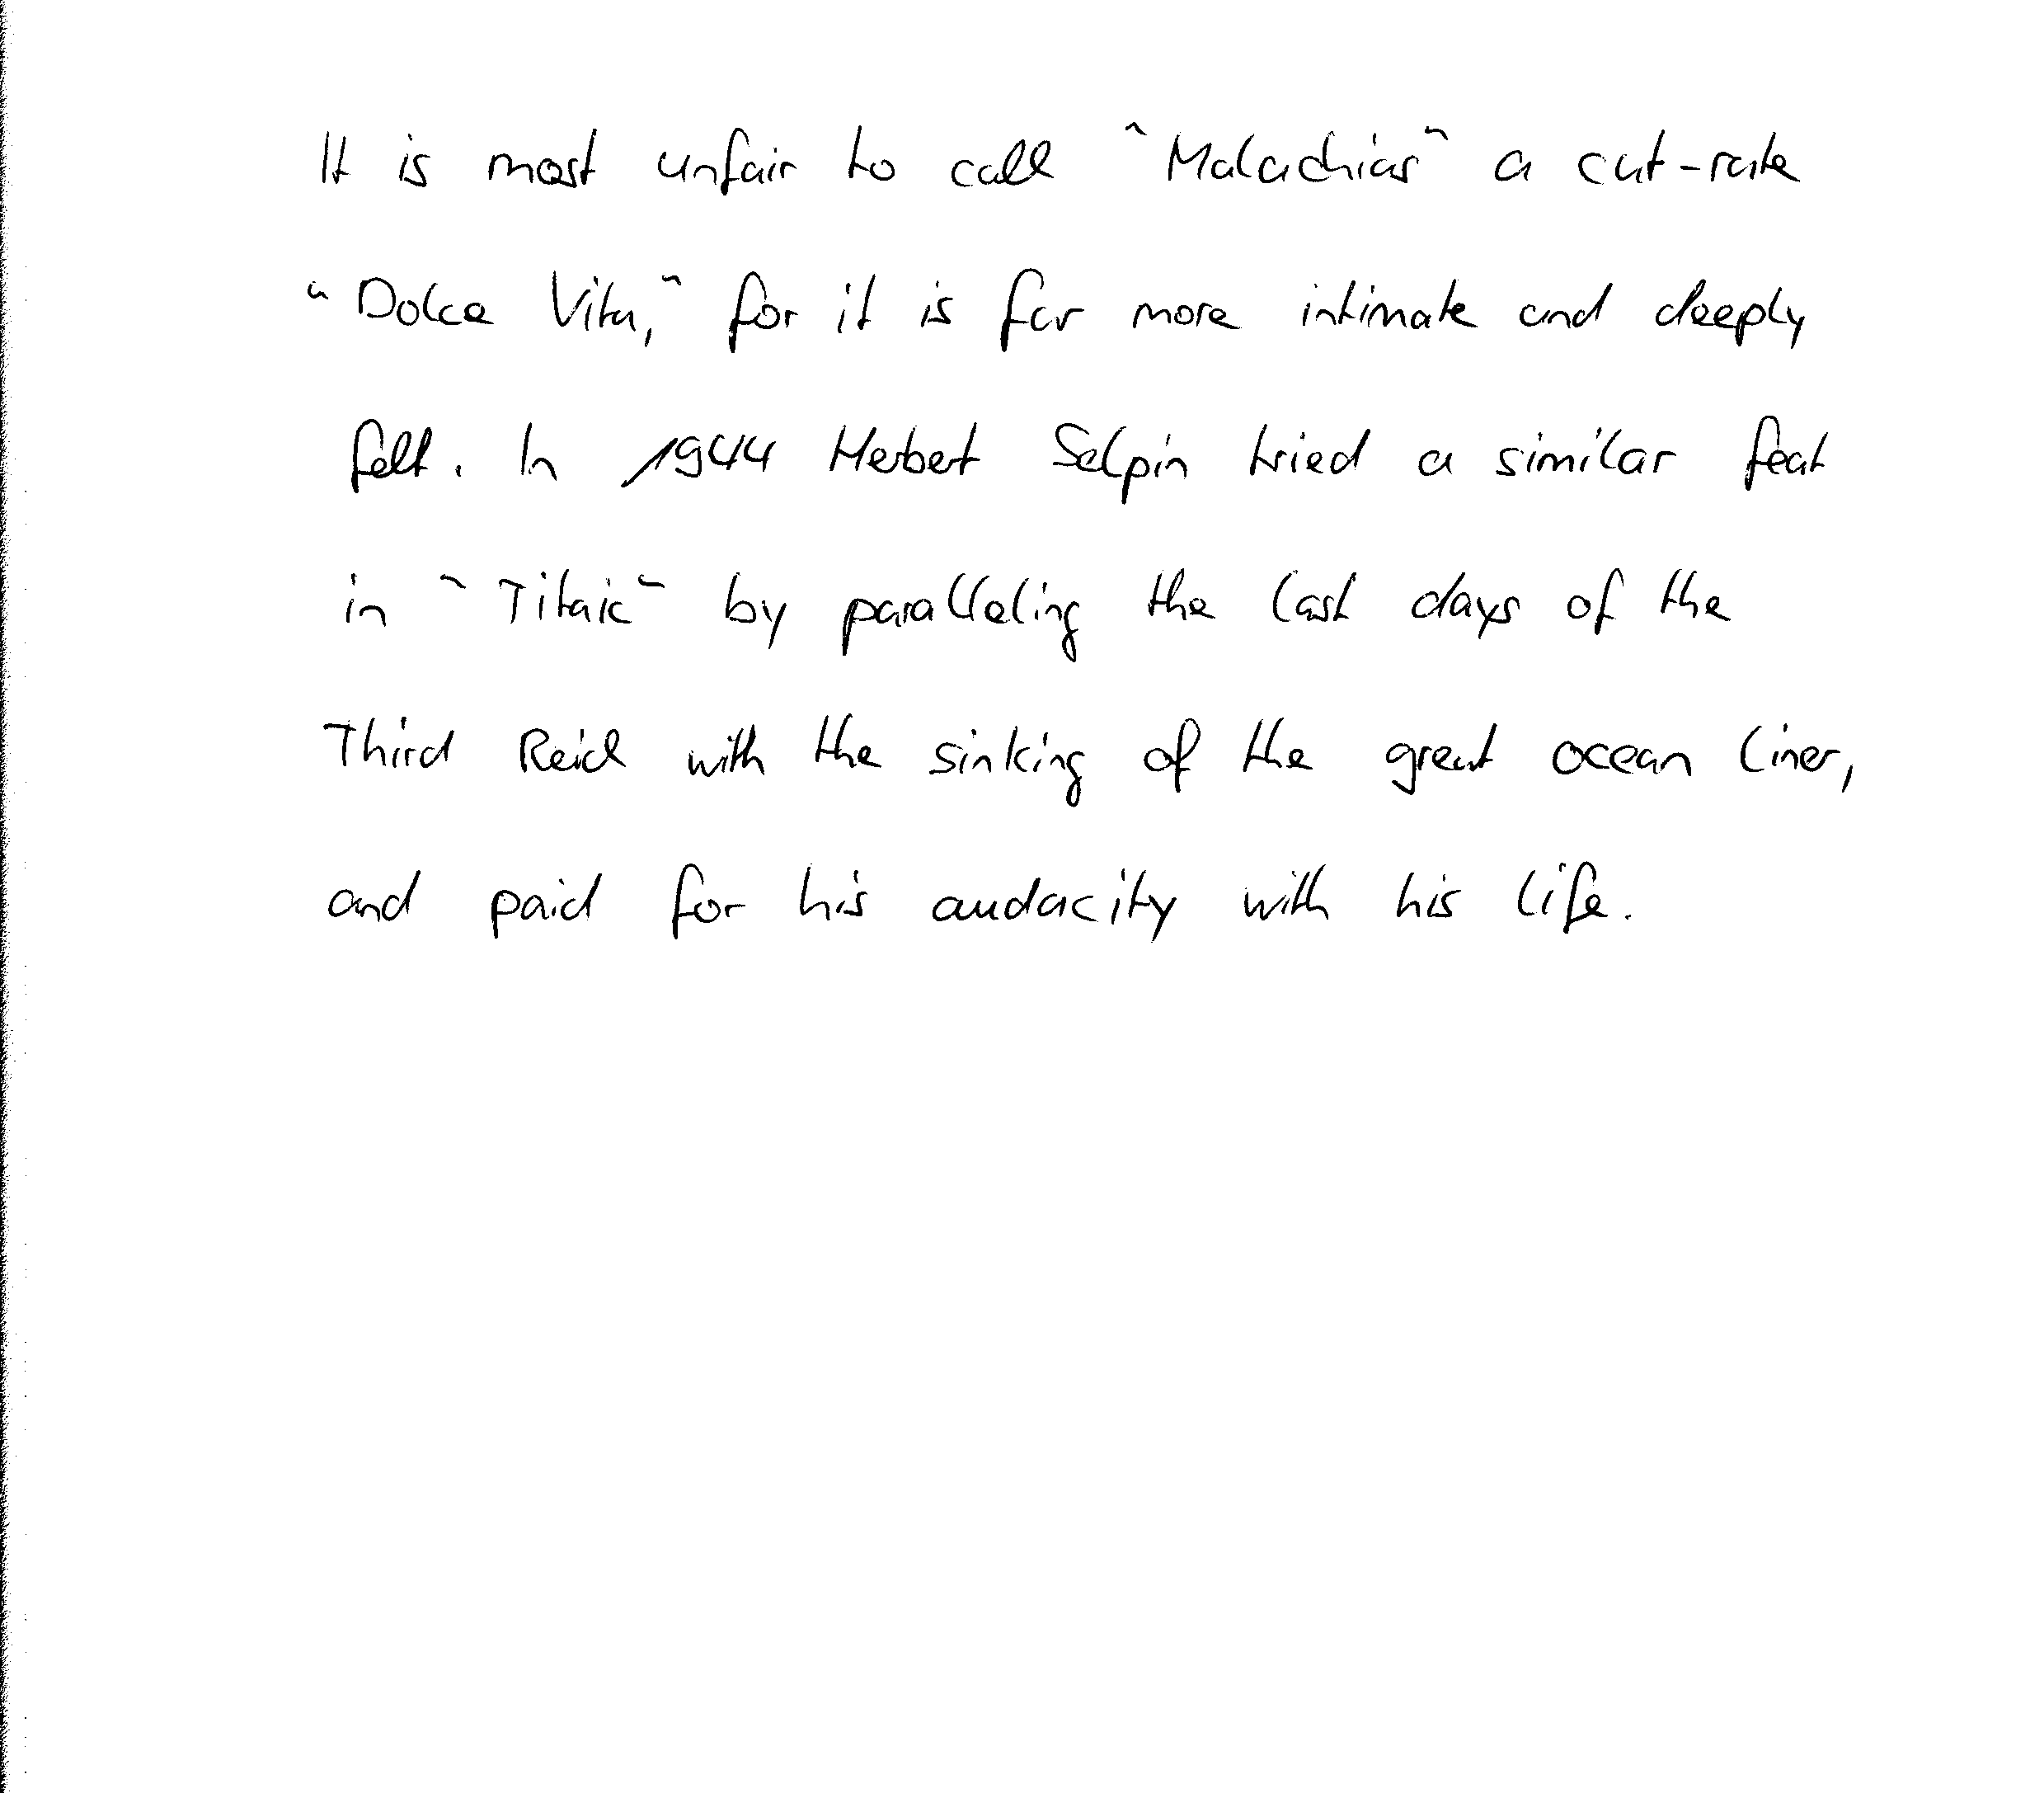 It is most unfair to call "Malachias" a cut-rate
"Dolce Vita," for it is far more intimate and deeply
felt. In 1944 Herbert Selpin tried a similar feat
in "Titaic" by paralleling the last days of the
Third Reich with the sinking of the great ocean liner,
and paid for his audacity with his life.